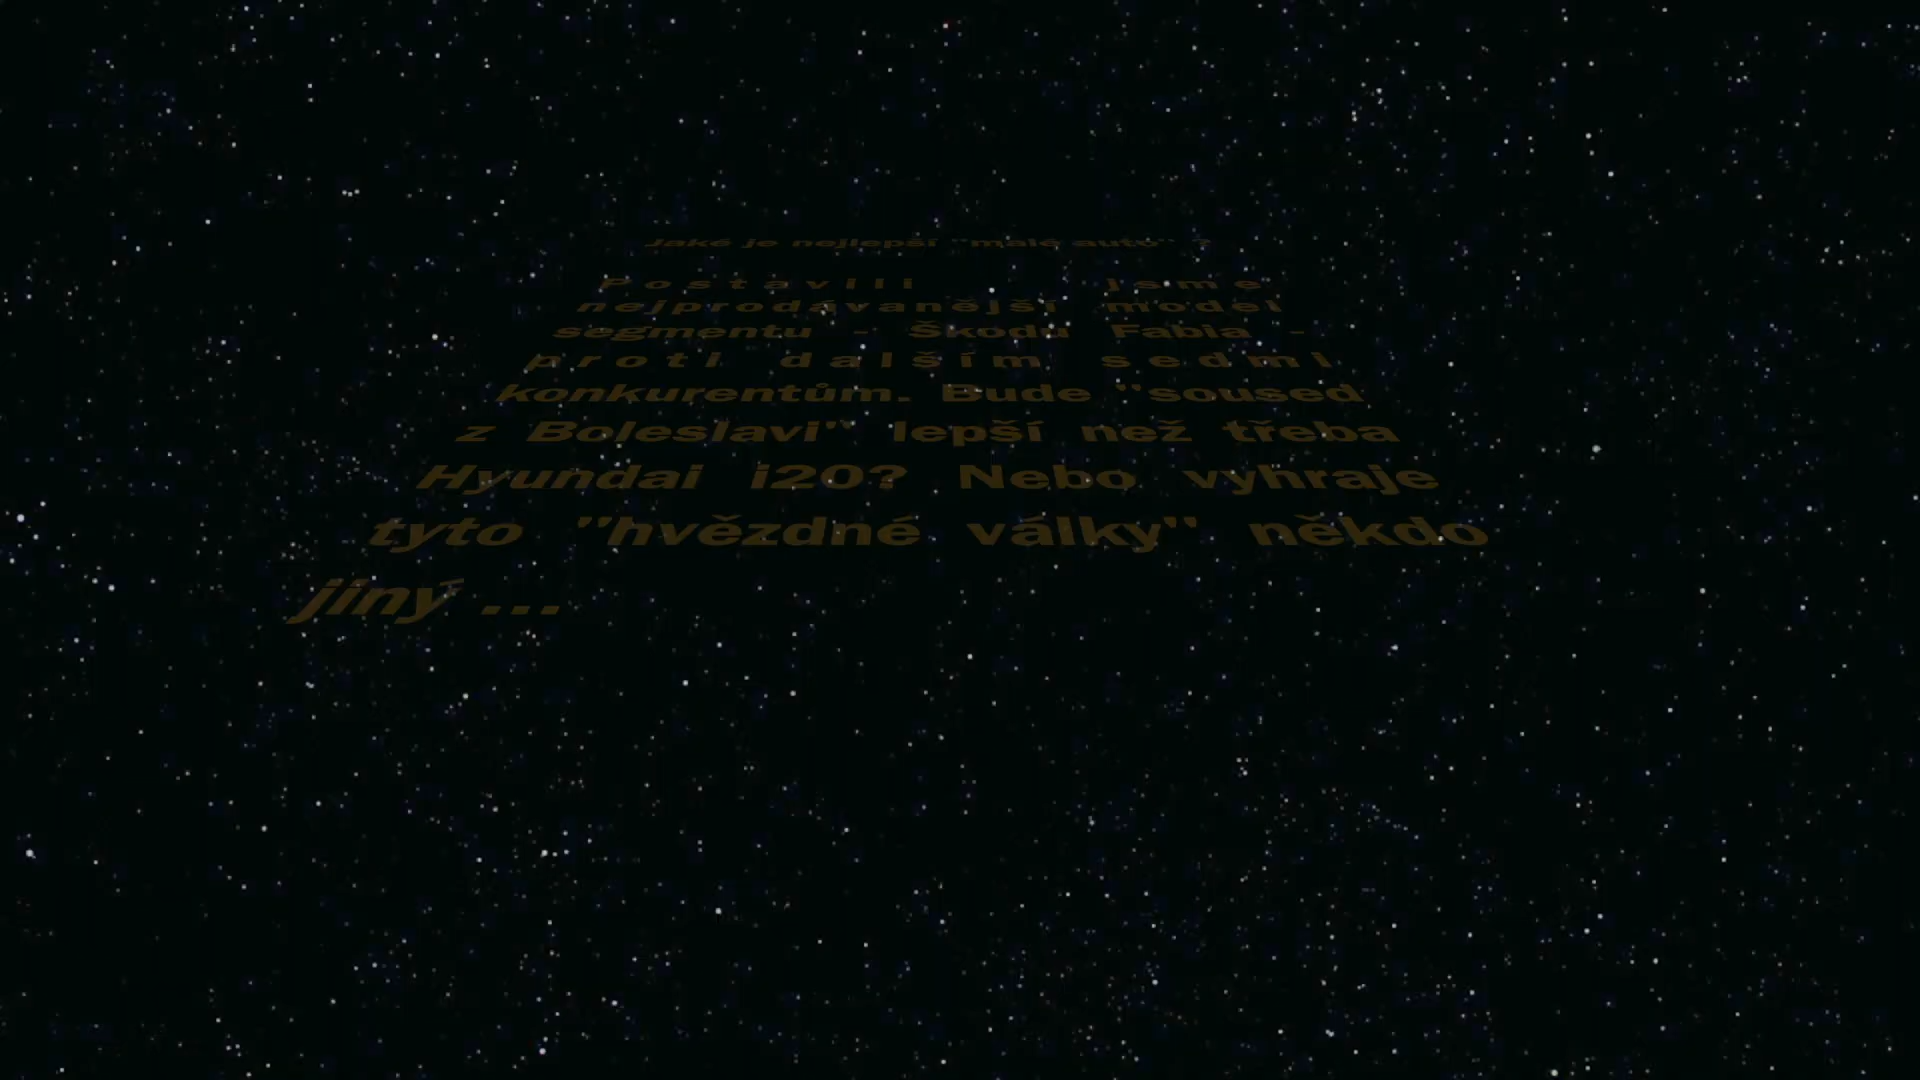 Jaké je nejlepší "malé auto" ?
Postavili jsme
nejprodávanější model
segmentu - Škodu Fabia -
proti dalším sedmi
konkurentům. Bude "soused
z Boleslavi" lepší než třeba
Hyundai i20? Nebo vyhraje
tyto "hvězdné války" někdo
jiný ...